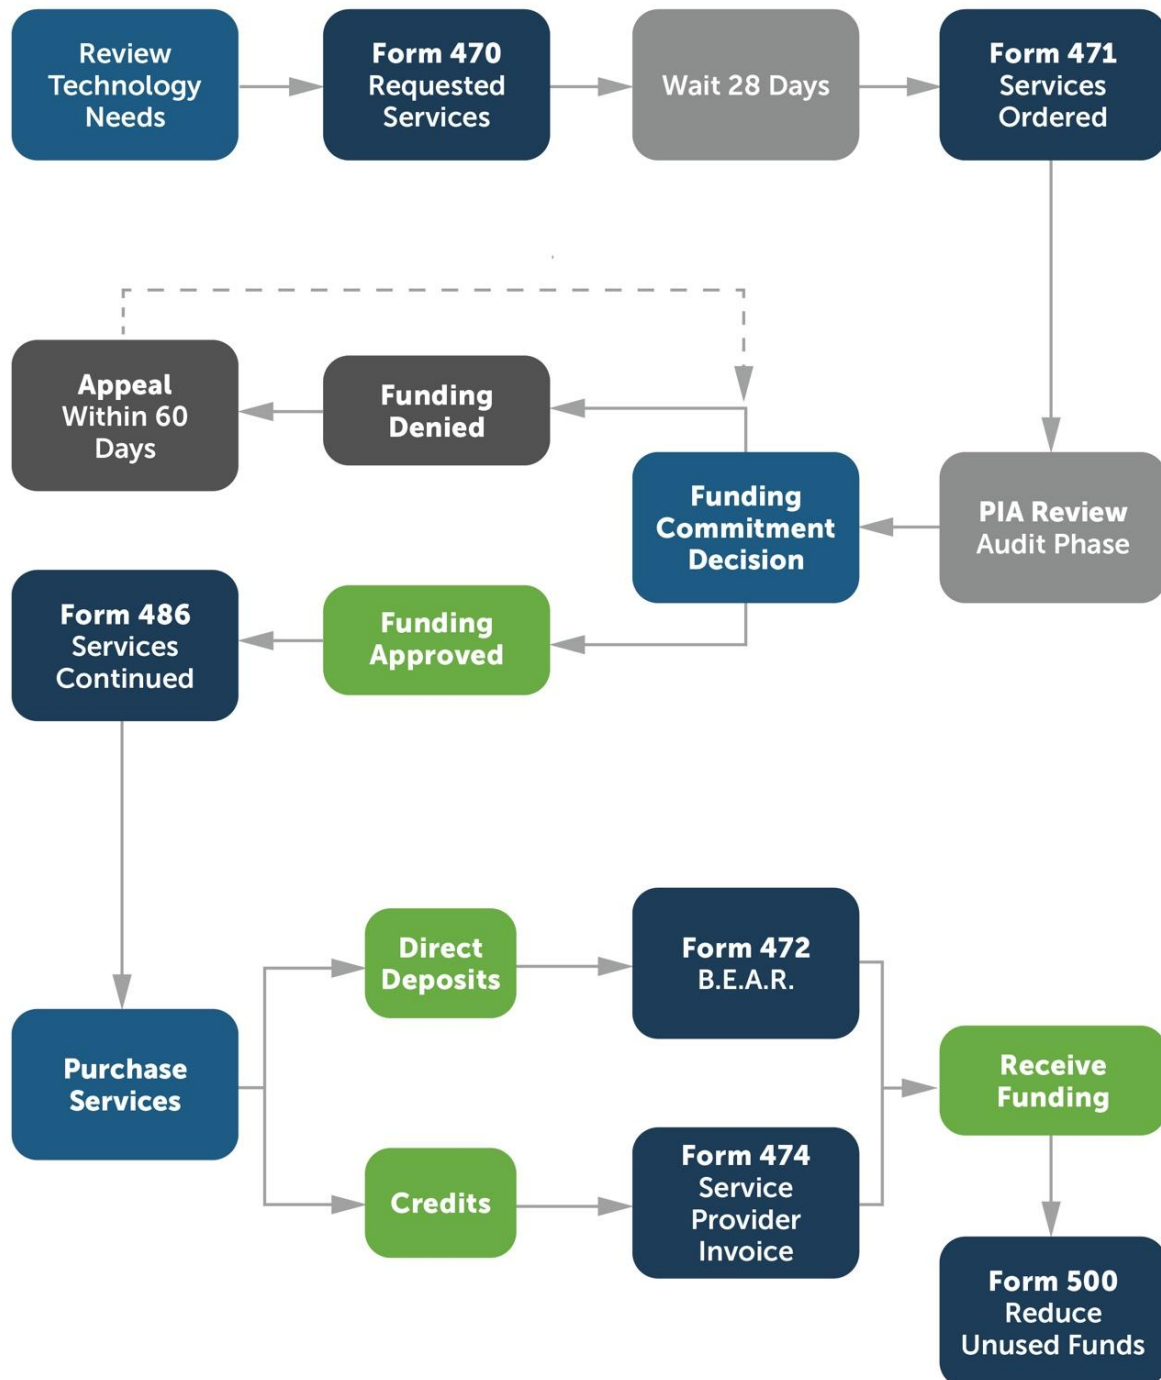 Review
Technology
Needs
Form 470
Requested
Services
Wait 28 Days
Form 471
Services
Ordered
Appeal
Within 60
Days
Funding
Denied
Funding
Commitment
Decision
PIA Review
Audit Phase
Form 486
Services
Continued
Funding
Approved
Purchase
Services
Direct
Deposits
Form 472
B.E.A.R.
Credits
Form 474
Service
Provider
Invoice
Receive
Funding
Form 500
Reduce
Unused Funds